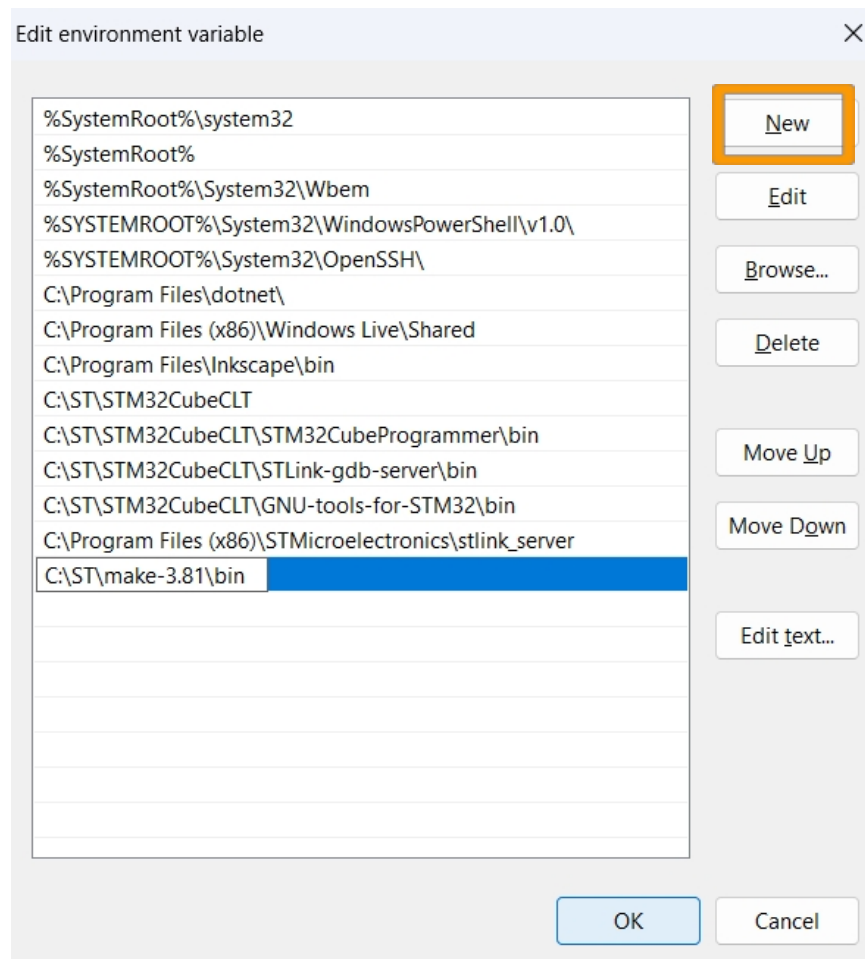 Edit environment variable
%SystemRoot%\system32
%SystemRoot%
%SystemRoot%\System32\Wbem
%SYSTEMROOT%\System32\WindowsPowerShell\v1.0\
%SYSTEMROOT%\System32\OpenSSH\
C:\Program Files\dotnet\
C:\Program Files (x86)\Windows Live\Shared
C:\Program Files\Inkscape\bin
C:\ST\STM32CubeCLT
C:\ST\STM32CubeCLT\STM32CubeProgrammer\bin
C:\ST\STM32CubeCLT\STLink-gdb-server\bin
C:\ST\STM32CubeCLT\GNU-tools-for-STM32\bin
C:\Program Files (x86)\STMicroelectronics\stlink_server
C:\ST\make-3.81\bin
New
Edit
Browse...
Delete
Move Up
Move Down
Edit text...
OK
Cancel